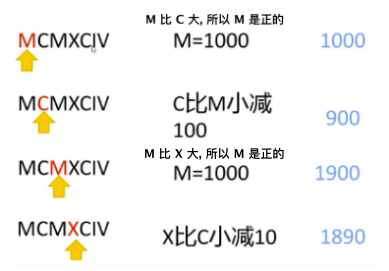 M 比 C 大, 所以 M 是正的
MCMXCIV M=1000 1000
MCMXCIV C比M小减
100 900
M 比 X 大, 所以 M 是正的
MCMXCIV M=1000 1900
MCMXCIV X比C小减10 1890